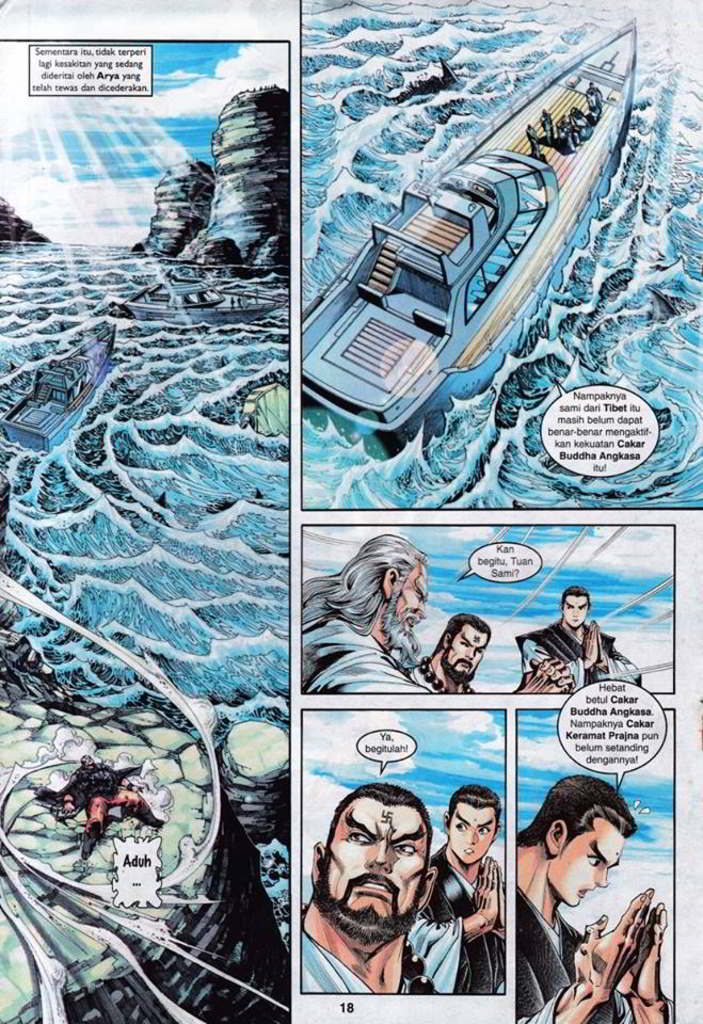 Sementara itu, tidak terperi
lagi kesakitan yang sedang
dideritai oleh Arya yang
telah tewas dan dicederakan.
Aduh
...
Nampaknya
sami dari Tibet itu
masih belum dapat
benar-benar mengaktif-
kan kekuatan Cakar
Buddha Angkasa
itu!
Kan
begitu, Tuan
Sami?
Ya,
begitulah!
Hebat
betul Cakar
Buddha Angkasa.
Nampaknya Cakar
Keramat Prajna pun
belum setanding
dengannya!
18